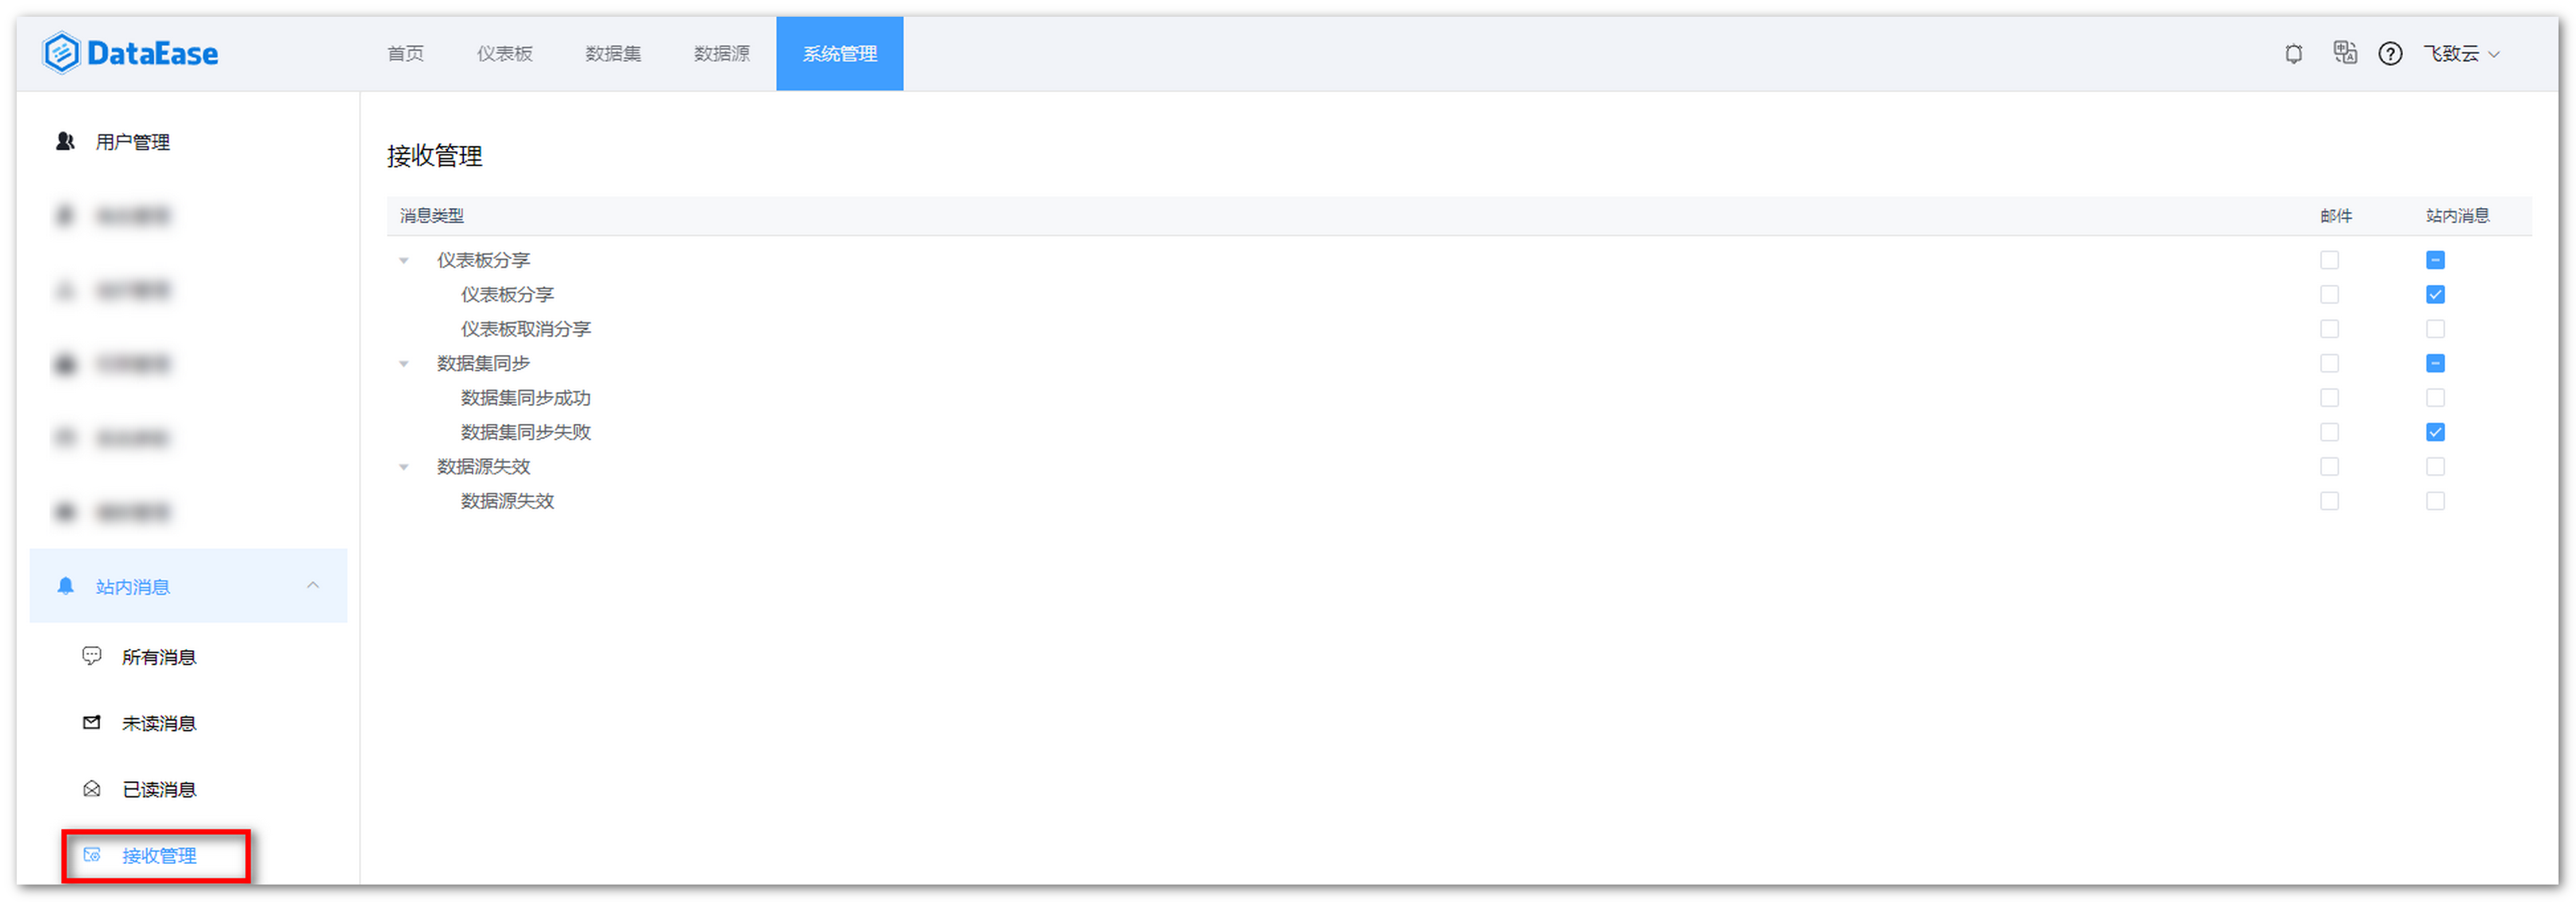 DataEase
首页 仪表板 数据集 数据源 系统管理 飞致云
用户管理
站内消息
所有消息
未读消息
已读消息
接收管理
接收管理
消息类型 邮件 站内消息
仪表板分享
仪表板分享
仪表板取消分享
数据集同步
数据集同步成功
数据集同步失败
数据源失效
数据源失效